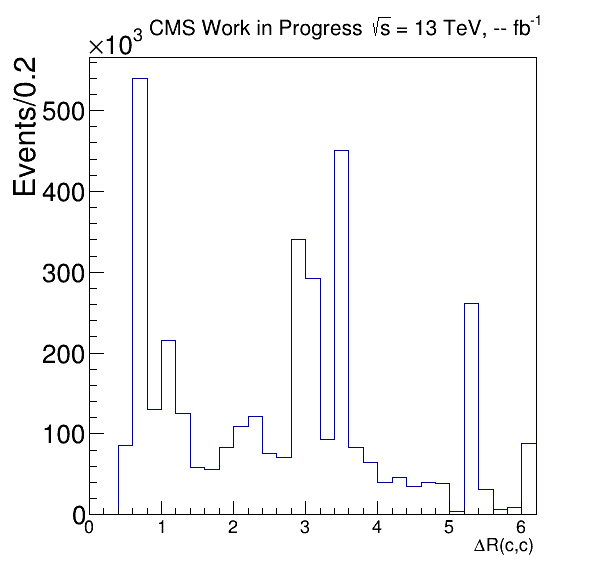 ×10³ CMS Work in Progress √s = 13 TeV, -- fb⁻¹
Events/0.2
500
400
300
200
100
0
0 1 2 3 4 5 6
ΔR(c,c)